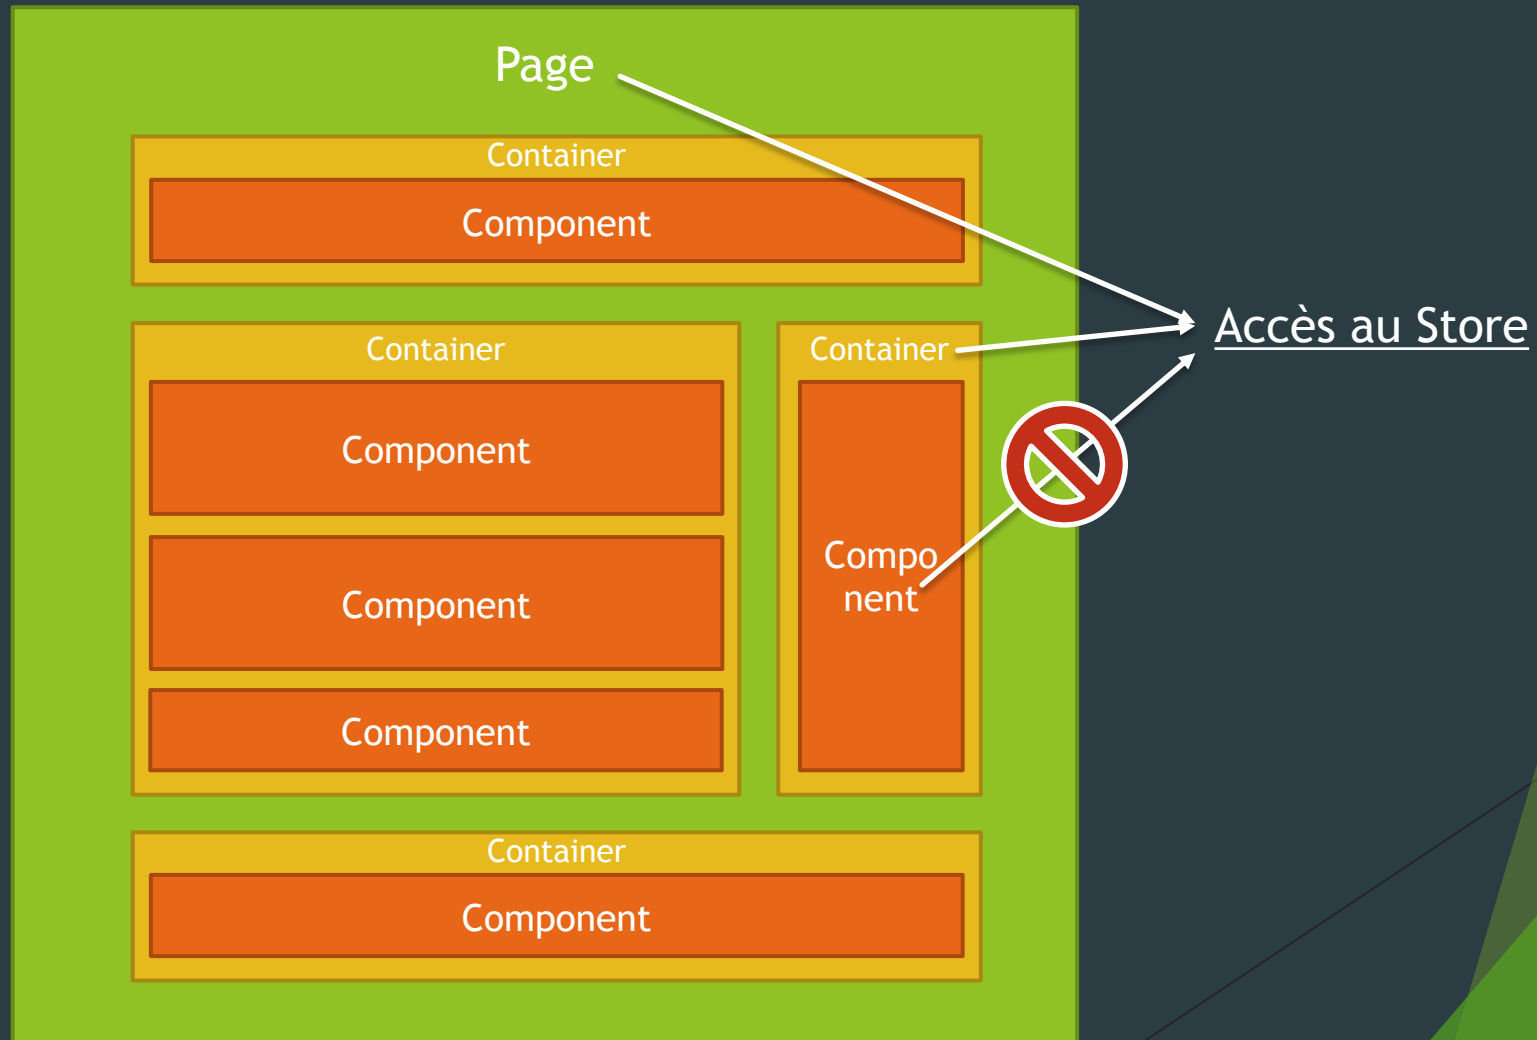 Page
Container
Component
Accès au Store
Container
Component
Component
Component
Container
Compo
nent
Container
Component